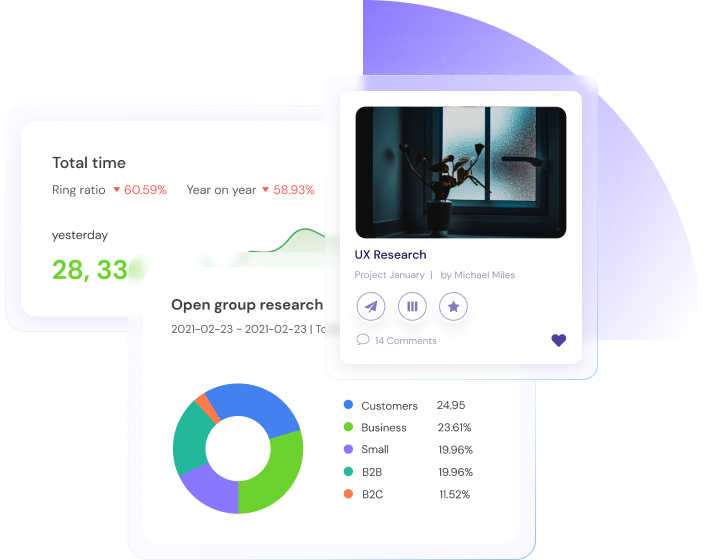 Total time
Ring ratio 60.59% Year on year 58.93%
yesterday
28, 33
UX Research
Project January | by Michael Miles
14 Comments
Open group research
2021-02-23 ~ 2021-02-23 |
Customers 24.95
Business 23.61%
Small 19.96%
B2B 19.96%
B2C 11.52%